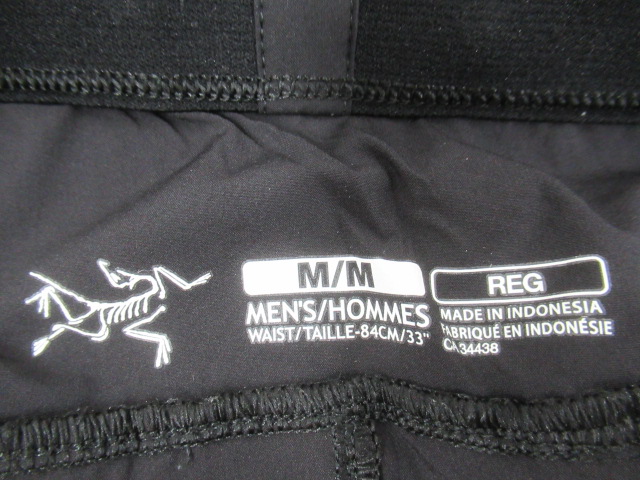 M/M
MEN'S/HOMMES
WAIST/TAILLE-84CM/33"
REG
MADE IN INDONESIA
FABRIQUÉ EN INDONÉSIE
CA 34438